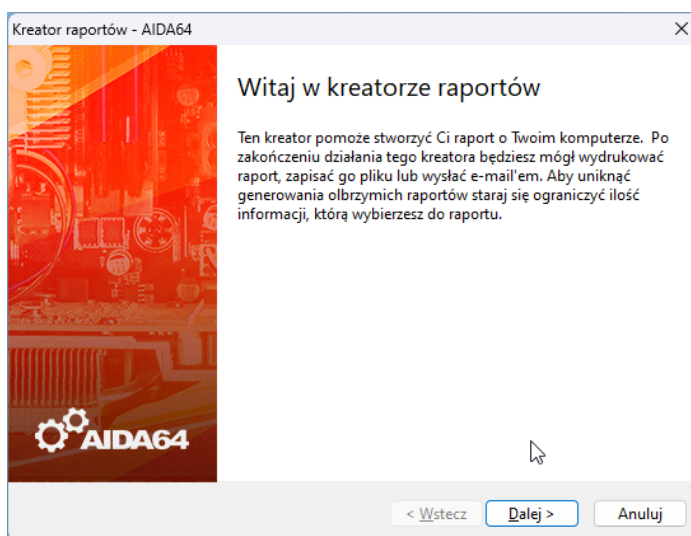 Kreator raportów - AIDA64
Witaj w kreatorze raportów
Ten kreator pomoże stworzyć Ci raport o Twoim komputerze. Po
zakończeniu działania tego kreatora będziesz mógł wydrukować
raport, zapisać go pliku lub wysłać e-mail'em. Aby uniknąć
generowania olbrzymich raportów staraj się ograniczyć ilość
informacji, którą wybierzesz do raportu.
AIDA64
< Wstecz
Dalej >
Anuluj